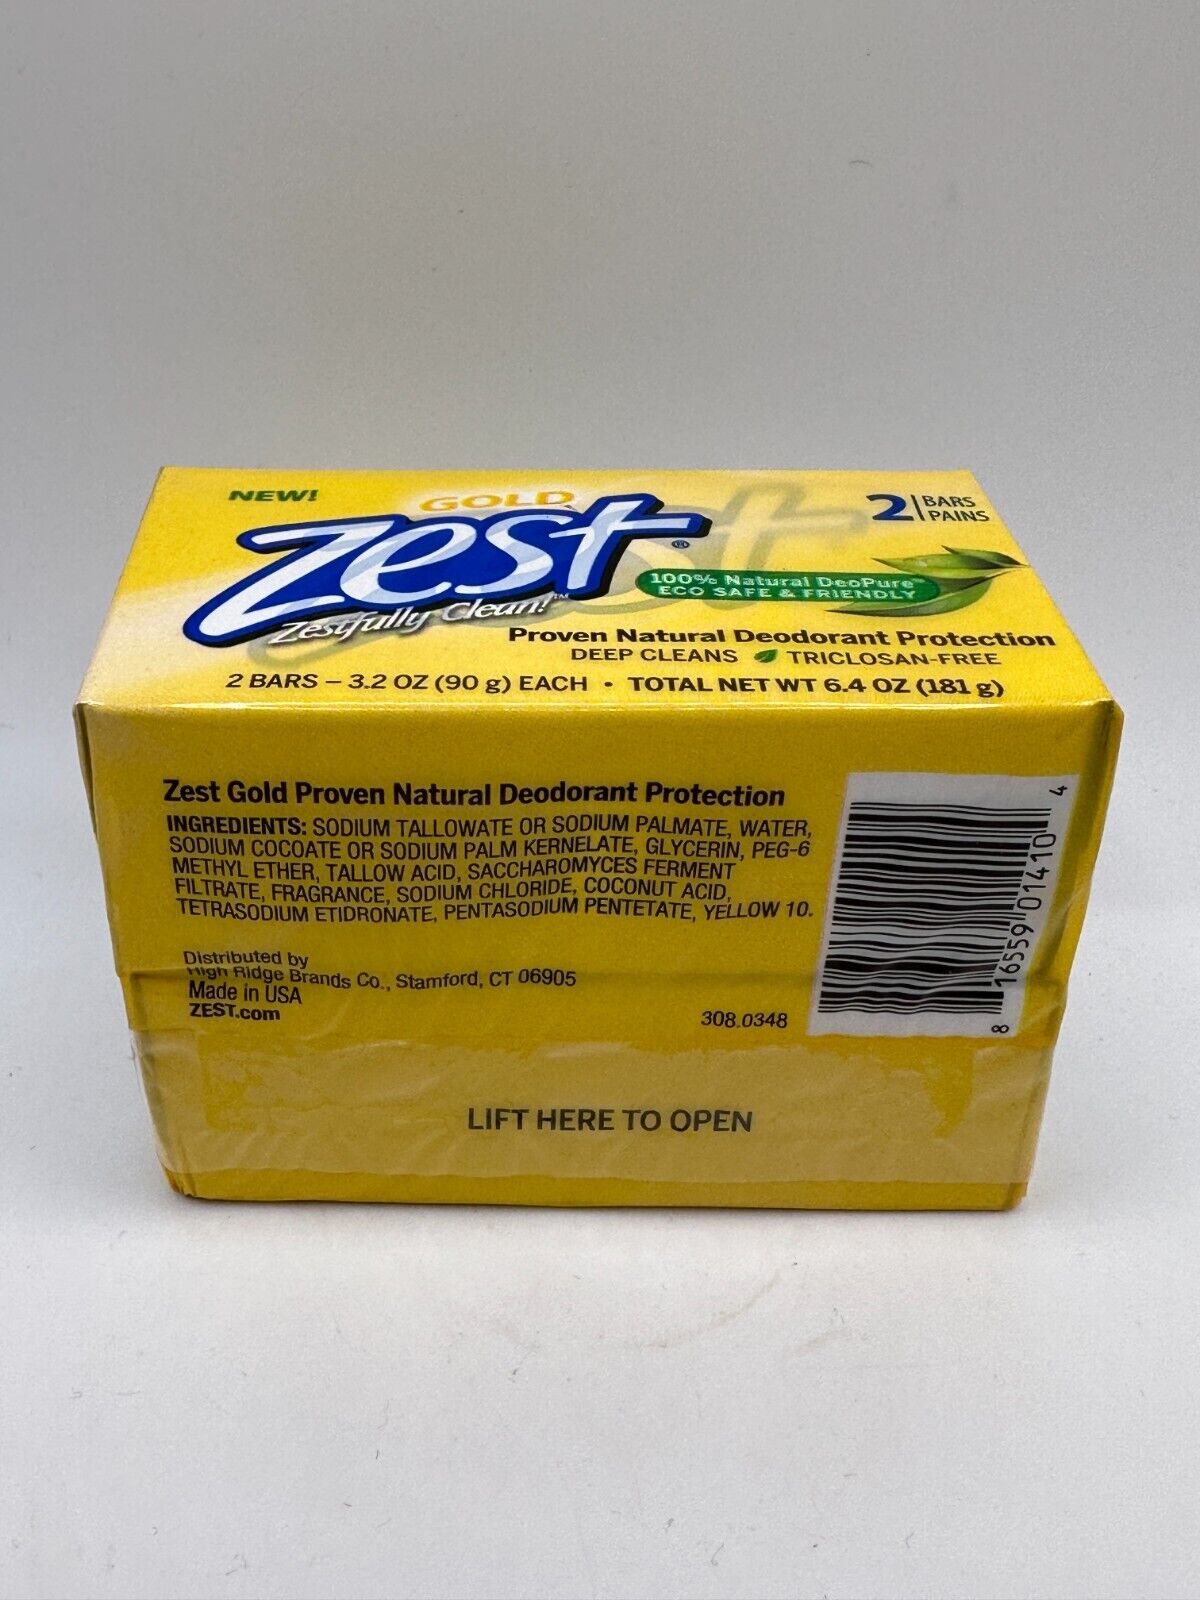 NEW!
GOLD
Zest®
Zestfully Clean!™
2 BARS
PAINS
100% Natural DeoPure™
ECO SAFE & FRIENDLY
Proven Natural Deodorant Protection
DEEP CLEANS TRICLOSAN-FREE
2 BARS – 3.2 OZ (90 g) EACH • TOTAL NET WT 6.4 OZ (181 g)
Zest Gold Proven Natural Deodorant Protection
INGREDIENTS: SODIUM TALLOWATE OR SODIUM PALMATE, WATER,
SODIUM COCOATE OR SODIUM PALM KERNELATE, GLYCERIN, PEG-6
METHYL ETHER, TALLOW ACID, SACCHAROMYCES FERMENT
FILTRATE, FRAGRANCE, SODIUM CHLORIDE, COCONUT ACID,
TETRASODIUM ETIDRONATE, PENTASODIUM PENTETATE, YELLOW 10.
Distributed by
High Ridge Brands Co., Stamford, CT 06905
Made in USA
ZEST.com
308.0348
8 16559 01410 4
LIFT HERE TO OPEN